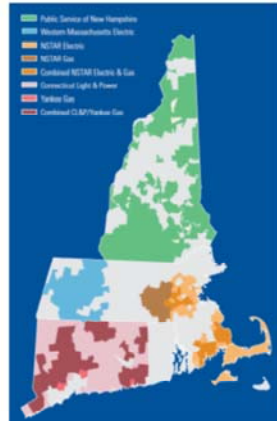 Public Service of New Hampshire
Western Massachusetts Electric
NSTAR Electric
NSTAR Gas
Combined NSTAR Electric & Gas
Connecticut Light & Power
Yankee Gas
Combined CL&P/Yankee Gas